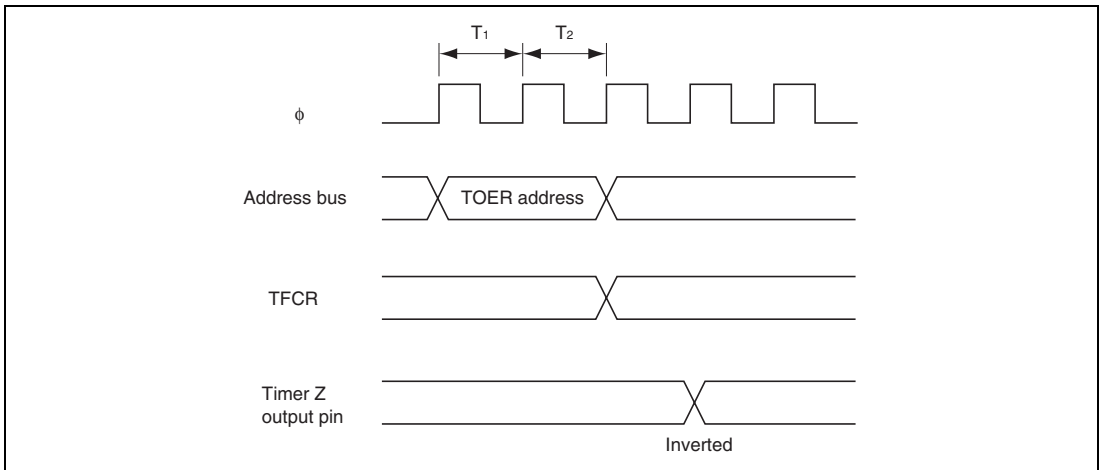 T1 T2
ϕ
Address bus TOER address
TFCR
Timer Z
output pin
Inverted